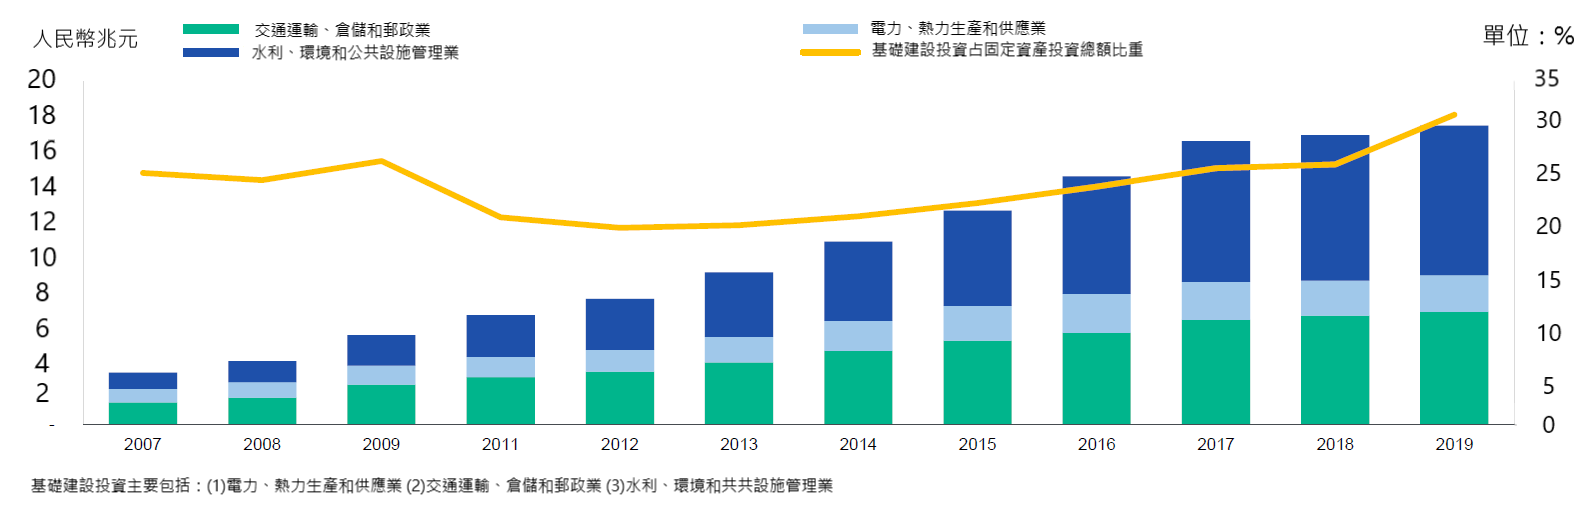 人民幣兆元
交通運輸、倉儲和郵政業
電力、熱力生產和供應業
水利、環境和公共設施管理業
基礎建設投資占固定資產投資總額比重
單位：%
20
18
16
14
12
10
8
6
4
2
-
35
30
25
20
15
10
5
0
2007 2008 2009 2011 2012 2013 2014 2015 2016 2017 2018 2019
基礎建設投資主要包括：(1)電力、熱力生產和供應業 (2)交通運輸、倉儲和郵政業 (3)水利、環境和共共設施管理業